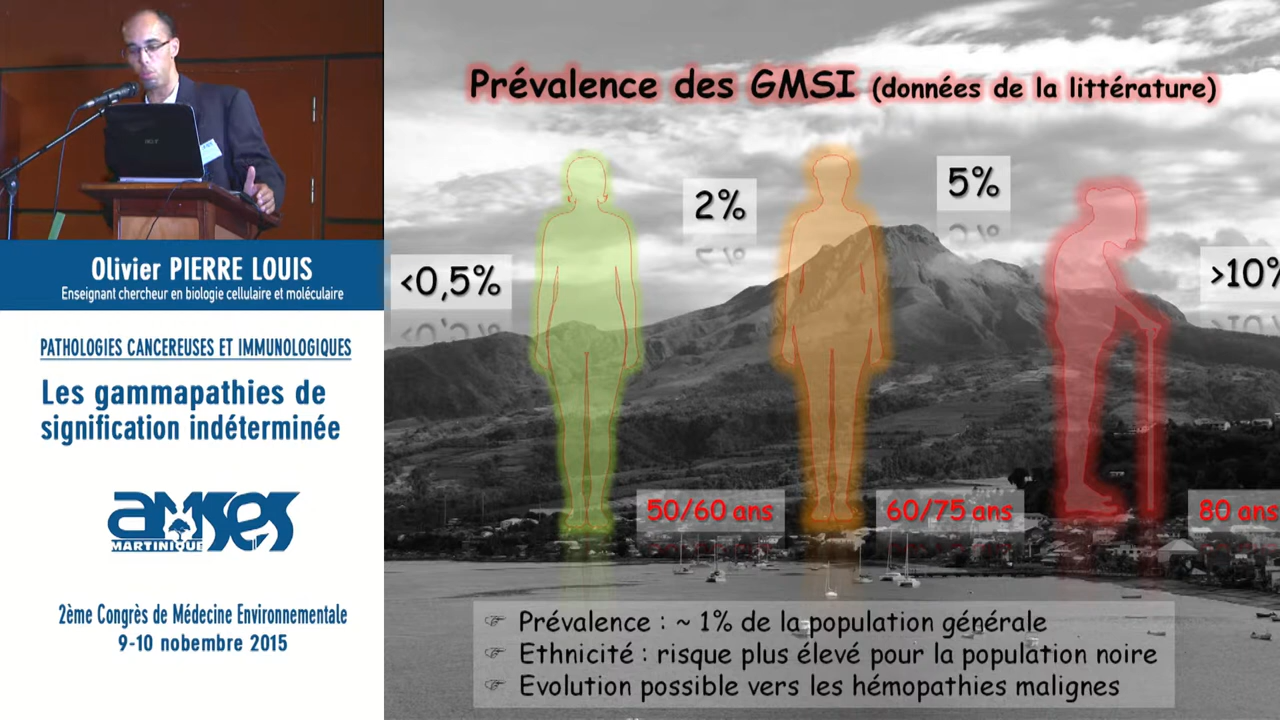 Olivier PIERRE LOUIS
Enseignant chercheur en biologie cellulaire et moléculaire
PATHOLOGIES CANCEREUSES ET IMMUNOLOGIQUES
Les gammapathies de
signification indéterminée
amses
MARTINIQUE
2ème Congrès de Médecine Environnementale
9-10 nobembre 2015
Prévalence des GMSI (données de la littérature)
<0,5%
2%
5%
>10%
50/60 ans
60/75 ans
80 ans
☞ Prévalence : ~ 1% de la population générale
☞ Ethnicité : risque plus élevé pour la population noire
☞ Evolution possible vers les hémopathies malignes